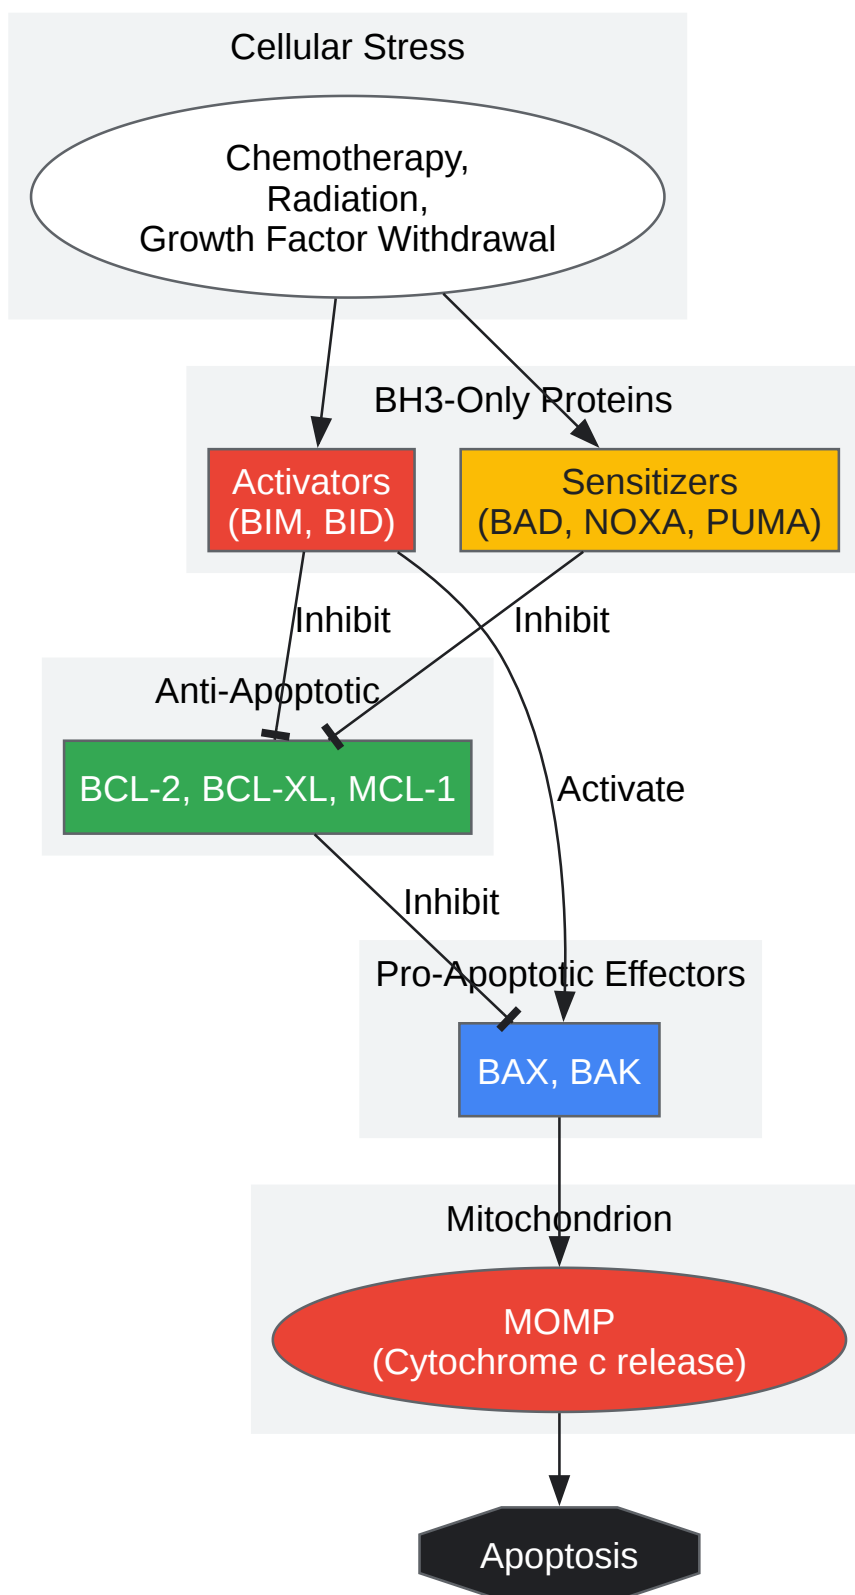 Cellular Stress
Chemotherapy,
Radiation,
Growth Factor Withdrawal
BH3-Only Proteins
Activators
(BIM, BID)
Sensitizers
(BAD, NOXA, PUMA)
Inhibit
Inhibit
Anti-Apoptotic
BCL-2, BCL-XL, MCL-1
Activate
Inhibit
Pro-Apoptotic Effectors
BAX, BAK
Mitochondrion
MOMP
(Cytochrome c release)
Apoptosis